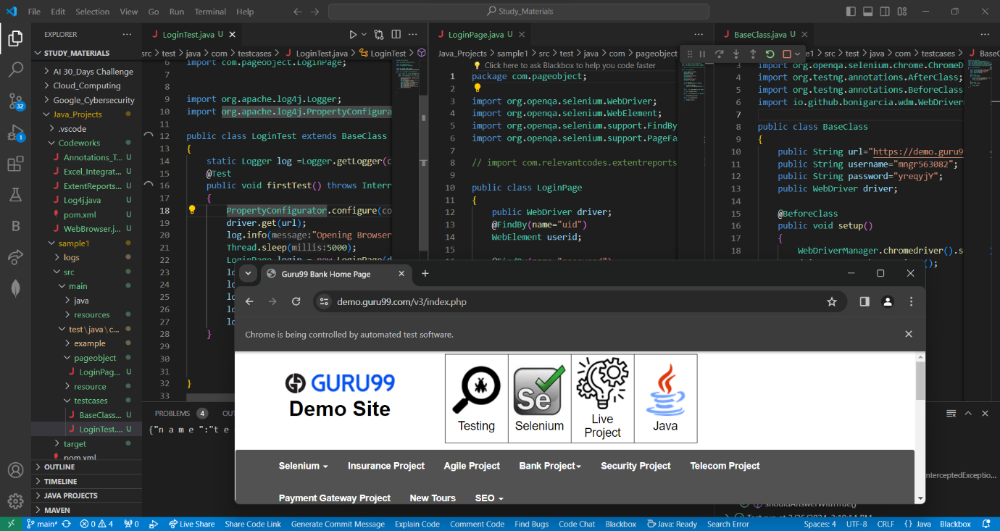 File Edit Selection View Go Run Terminal Help
Study_Materials
EXPLORER
STUDY_MATERIALS
AI 30_Days Challenge
Cloud_Computing
Google_Cybersecurity
Java_Projects
.vscode
Codeworks
Annotations_T... U
Excel_Integrat... U
ExtentReports... U
Log4j.java U
pom.xml U
WebBrowser.j... U
sample1
logs
src
main
java
resources
test\java\c...
example
pageobject
LoginPag... U
resource
testcases
BaseClass... U
LoginTest.... U
target
pom.xml
OUTLINE
TIMELINE
JAVA PROJECTS
MAVEN
32
1
LoginTest.java U
src > test > java > com > testcases > LoginTest.java > LoginTest >
6 import com.pageobject.LoginPage;
7
8
9 import org.apache.log4j.Logger;
10 import org.apache.log4j.PropertyConfigura
12 public class LoginTest extends BaseClass
13 {
14 static Logger log =Logger.getLogger(c
15 @Test
16 public void firstTest() throws Interr
17 {
18 PropertyConfigurator.configure(co
19 driver.get(url);
20 log.info(message:"Opening Browser
21 Thread.sleep(millis:5000);
22 LoginPage login = new LoginPage(d
23 lo
24 lo
25 lo
26 lo
27 lo
28 }
29
30
31
32 }
33
PROBLEMS 4 OU
{"n a m e ":"t e
LoginPage.java U
Java_Projects > sample1 > src > test > java > com > pageobject
Click here to ask Blackbox to help you code faster
1 package com.pageobject;
2
3 import org.openqa.selenium.WebDriver;
4 import org.openqa.selenium.WebElement;
5 import org.openqa.selenium.support.FindBy
6 import org.openqa.selenium.support.PageFa
7
8 // import com.relevantcodes.extentreports
9
10 public class LoginPage
11 {
12 public WebDriver driver;
13 @FindBy(name="uid")
14 WebElement userid;
15
BaseClass.java U
e1 > src > test > java > com > testcases > BaseC
3 import org.openqa.selenium.chrome.ChromeD
4 import org.testng.annotations.AfterClass;
5 import org.testng.annotations.BeforeClass
6 import io.github.bonigarcia.wdm.WebDriver
7
8 public class BaseClass
9 {
10 public String url="https://demo.guru9
11 public String username="mngr563082";
12 public String password="yreqyjY";
13 public WebDriver driver;
14
15 @BeforeClass
16 public void setup()
17 {
18 WebDriverManager.chromedriver().s
();
Guru99 Bank Home Page
demo.guru99.com/v3/index.php
Chrome is being controlled by automated test software.
GURU99
Demo Site
Testing
Se
Selenium
Live
Project
Java
Selenium Insurance Project Agile Project Bank Project Security Project Telecom Project
Payment Gateway Project New Tours SEO
nterceptedExceptio...
shouldAnswerWithTrue()
main* 0 4 0 Live Share Share Code Link Generate Commit Message Explain Code Comment Code Find Bugs Code Chat Blackbox Java: Ready Search Error Spaces: 4 UTF-8 CRLF {} Java Blackbox